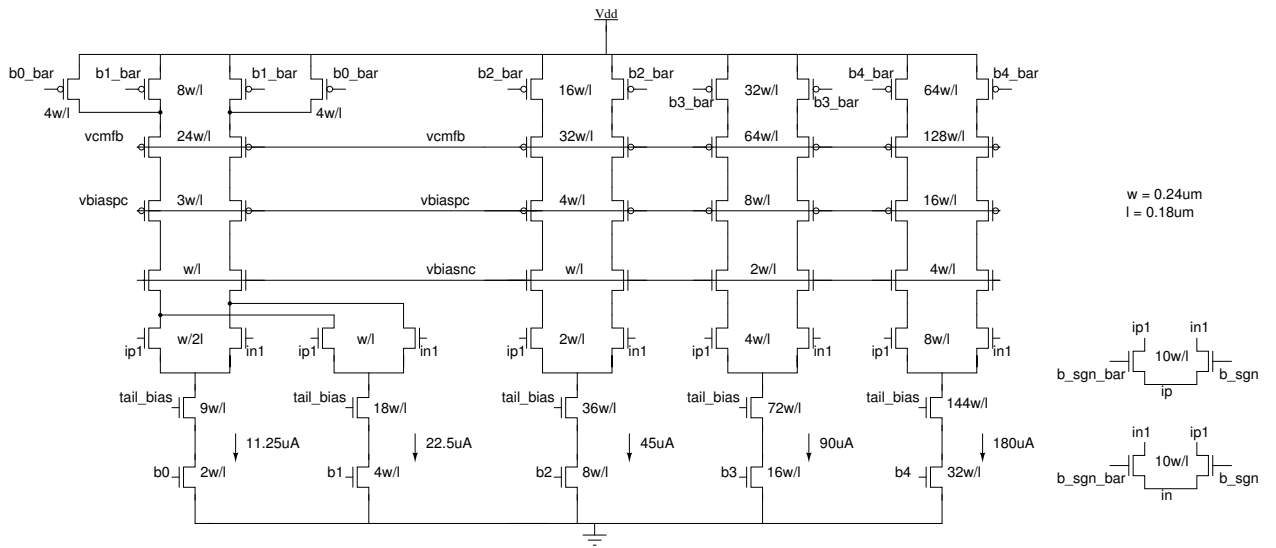 Vdd
b0_bar b1_bar 8w/l b1_bar b0_bar b2_bar 16w/l b2_bar b3_bar 32w/l b3_bar b4_bar 64w/l b4_bar
4w/l 4w/l
vcmfb 24w/l vcmfb 32w/l 64w/l 128w/l
vbiaspc 3w/l vbiaspc 4w/l 8w/l 16w/l
w = 0.24um
l = 0.18um
w/l vbiasnc w/l 2w/l 4w/l
ip1 w/2l in1 ip1 w/l in1 ip1 2w/l in1 ip1 4w/l in1 ip1 8w/l in1
tail_bias 9w/l tail_bias 18w/l tail_bias 36w/l tail_bias 72w/l tail_bias 144w/l
11.25uA 22.5uA 45uA 90uA 180uA
b0 2w/l b1 4w/l b2 8w/l b3 16w/l b4 32w/l
ip1 in1
10w/l
b_sgn_bar b_sgn
ip
in1 ip1
10w/l
b_sgn_bar b_sgn
in